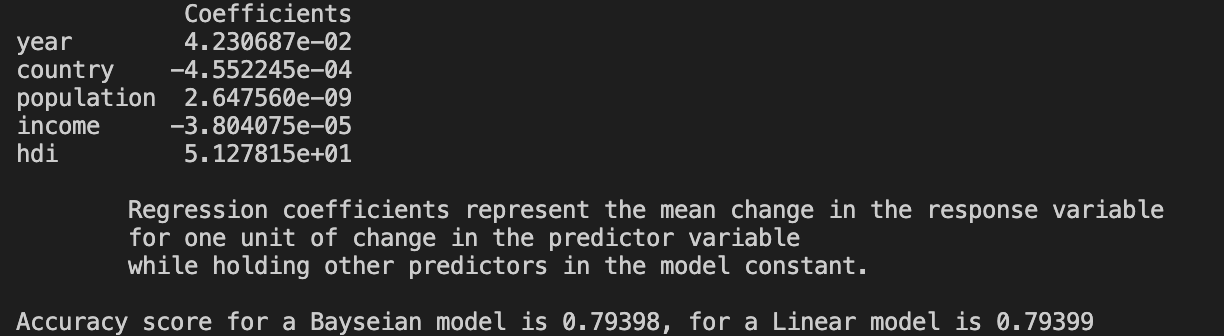 Coefficients
year 4.230687e−02
country −4.552245e−04
population 2.647560e−09
income −3.804075e−05
hdi 5.127815e+01
Regression coefficients represent the mean change in the response variable
for one unit of change in the predictor variable
while holding other predictors in the model constant.
Accuracy score for a Bayseian model is 0.79398, for a Linear model is 0.79399